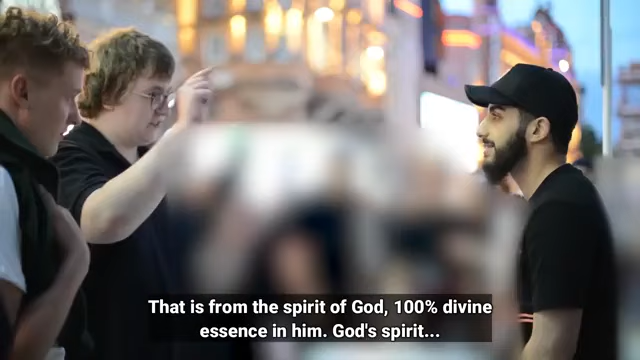 That is from the spirit of God, 100% divine
essence in him. God's spirit...